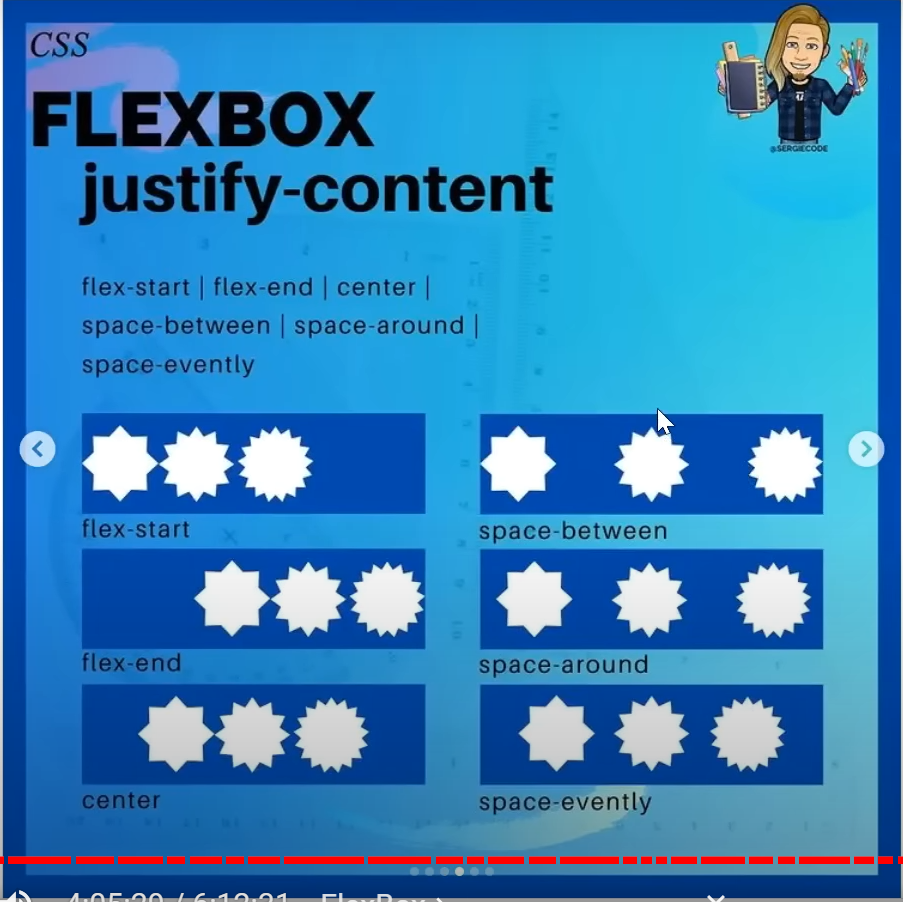 CSS
@SERGIECODE
FLEXBOX
justify-content
flex-start | flex-end | center |
space-between | space-around |
space-evently
flex-start
space-between
flex-end
space-around
center
space-evently
4:05:29 / 6:12:21 FlexBox ›